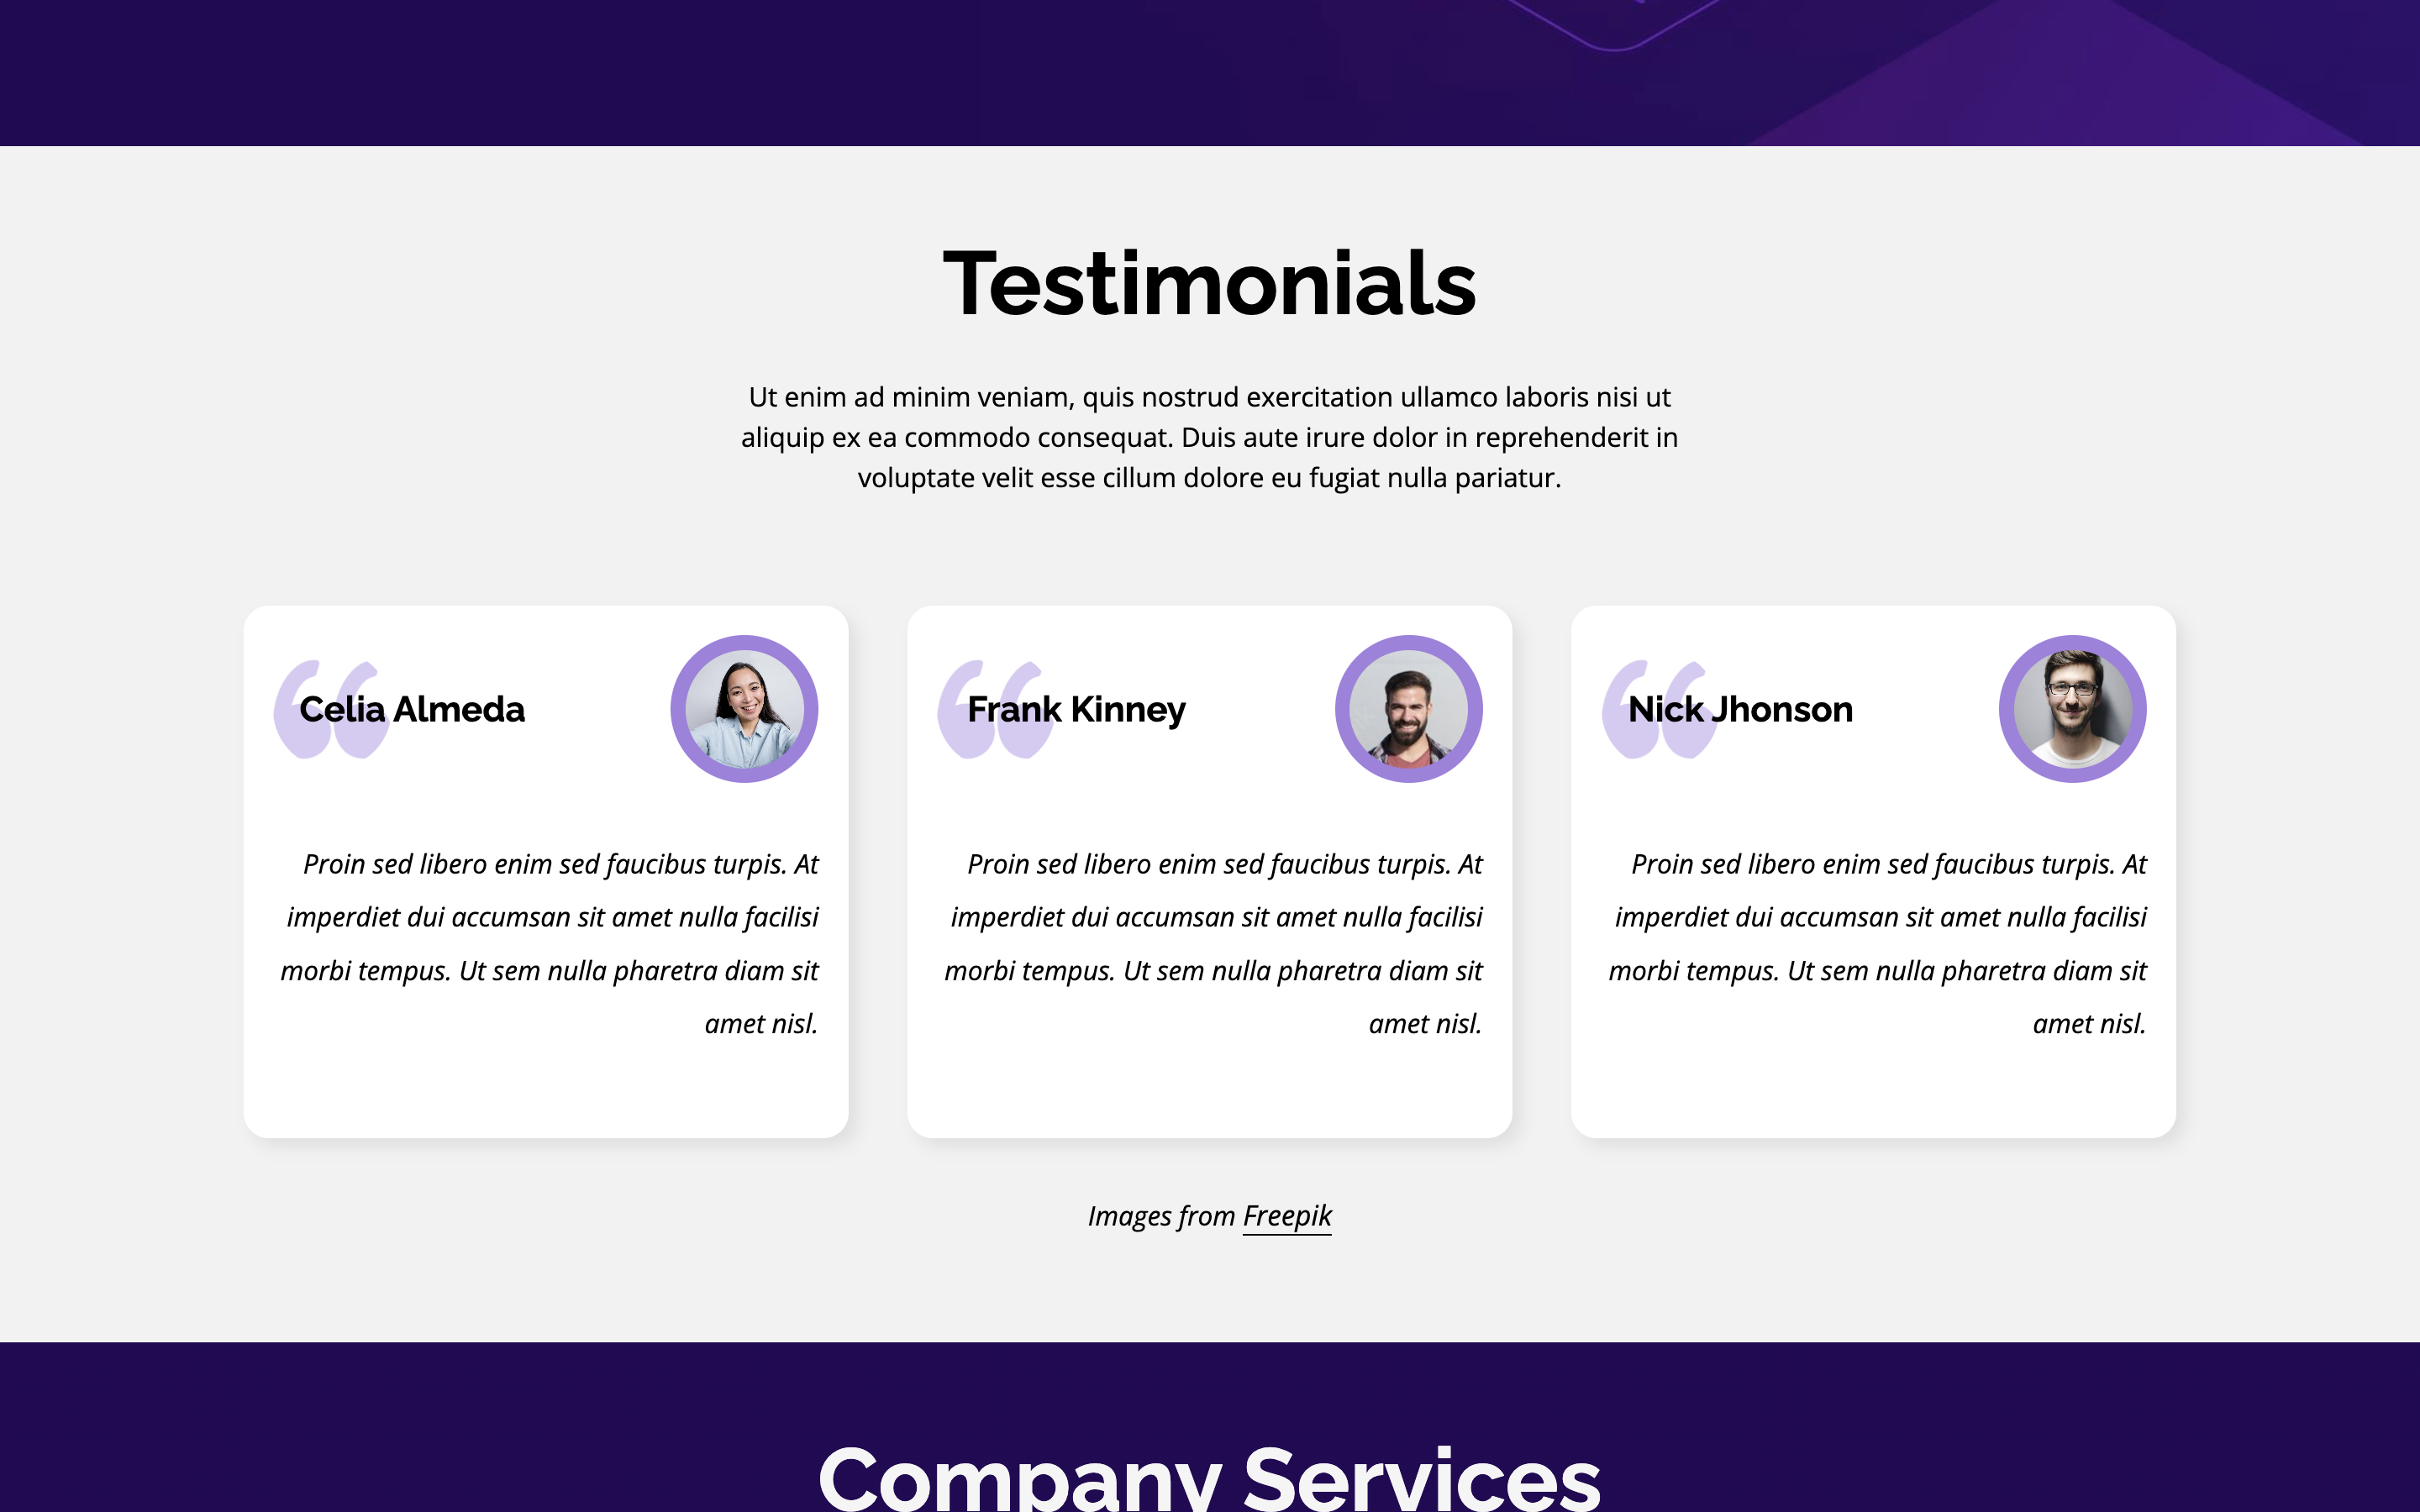 Testimonials
Ut enim ad minim veniam, quis nostrud exercitation ullamco laboris nisi ut
aliquip ex ea commodo consequat. Duis aute irure dolor in reprehenderit in
voluptate velit esse cillum dolore eu fugiat nulla pariatur.
Celia Almeda
Proin sed libero enim sed faucibus turpis. At
imperdiet dui accumsan sit amet nulla facilisi
morbi tempus. Ut sem nulla pharetra diam sit
amet nisl.
Frank Kinney
Proin sed libero enim sed faucibus turpis. At
imperdiet dui accumsan sit amet nulla facilisi
morbi tempus. Ut sem nulla pharetra diam sit
amet nisl.
Nick Jhonson
Proin sed libero enim sed faucibus turpis. At
imperdiet dui accumsan sit amet nulla facilisi
morbi tempus. Ut sem nulla pharetra diam sit
amet nisl.
Images from Freepik
Company Services